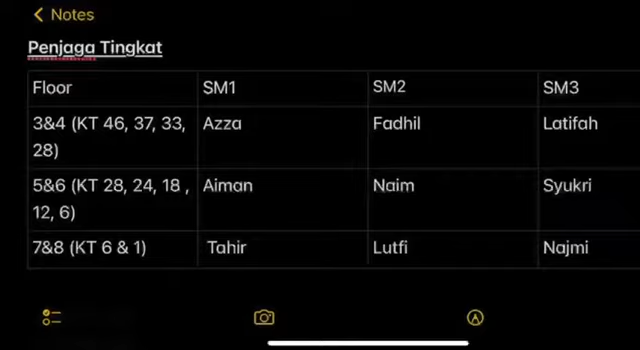 Notes
Penjaga Tingkat
Floor SM1 SM2 SM3
3&4 (KT 46, 37, 33, Azza Fadhil Latifah
28)
5&6 (KT 28, 24, 18 , Aiman Naim Syukri
12, 6)
7&8 (KT 6 & 1) Tahir Lutfi Najmi